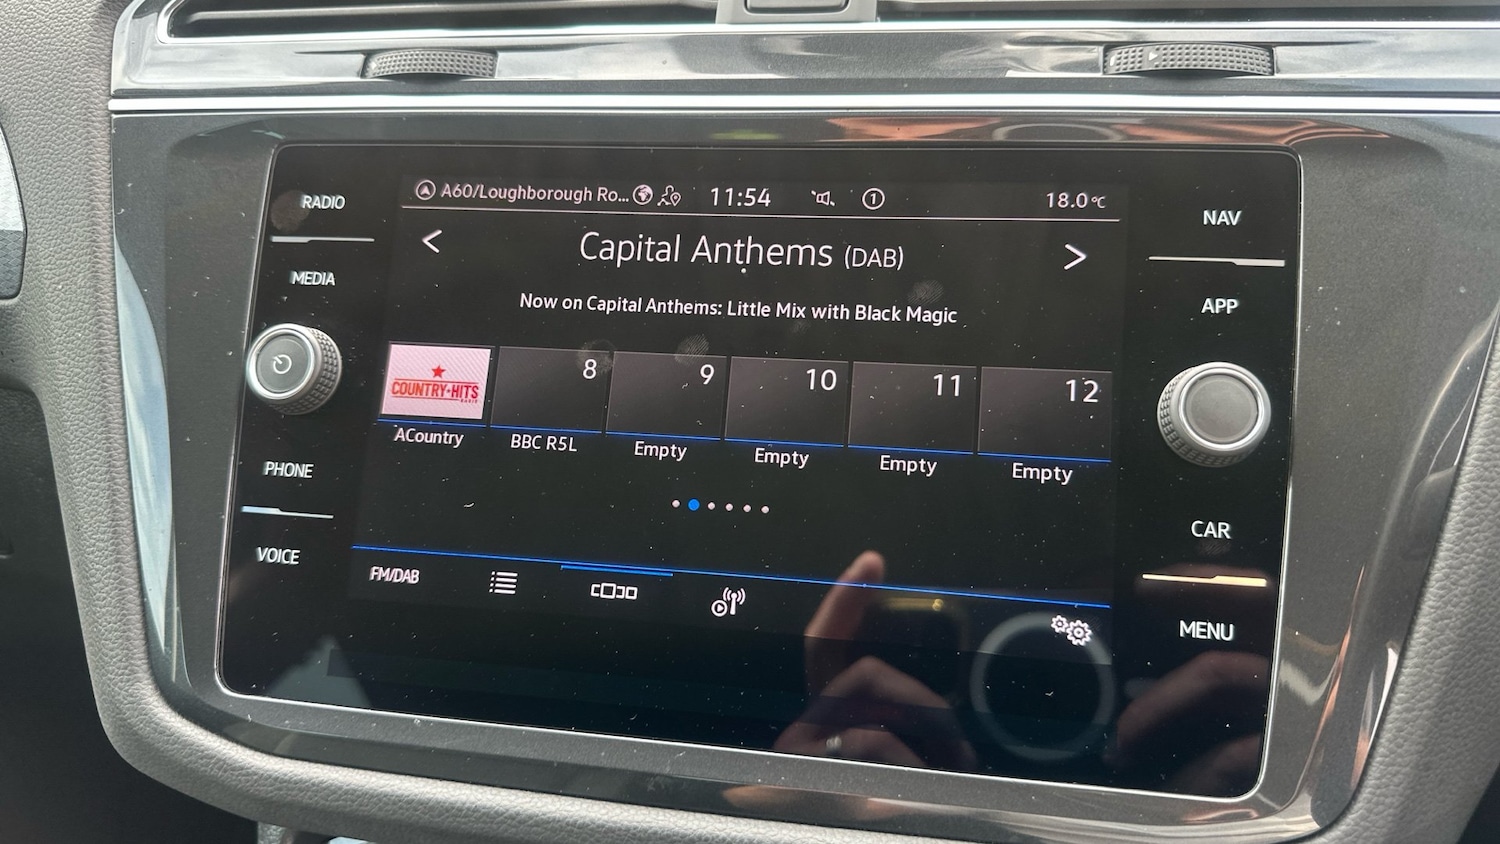 RADIO
MEDIA
PHONE
VOICE
A60/Loughborough Ro... 11:54 1 18.0°C
< Capital Anthems (DAB) >
Now on Capital Anthems: Little Mix with Black Magic
COUNTRY★HITS
RADIO
8 9 10 11 12
ACountry BBC R5L Empty Empty Empty Empty
FM/DAB
NAV
APP
CAR
MENU